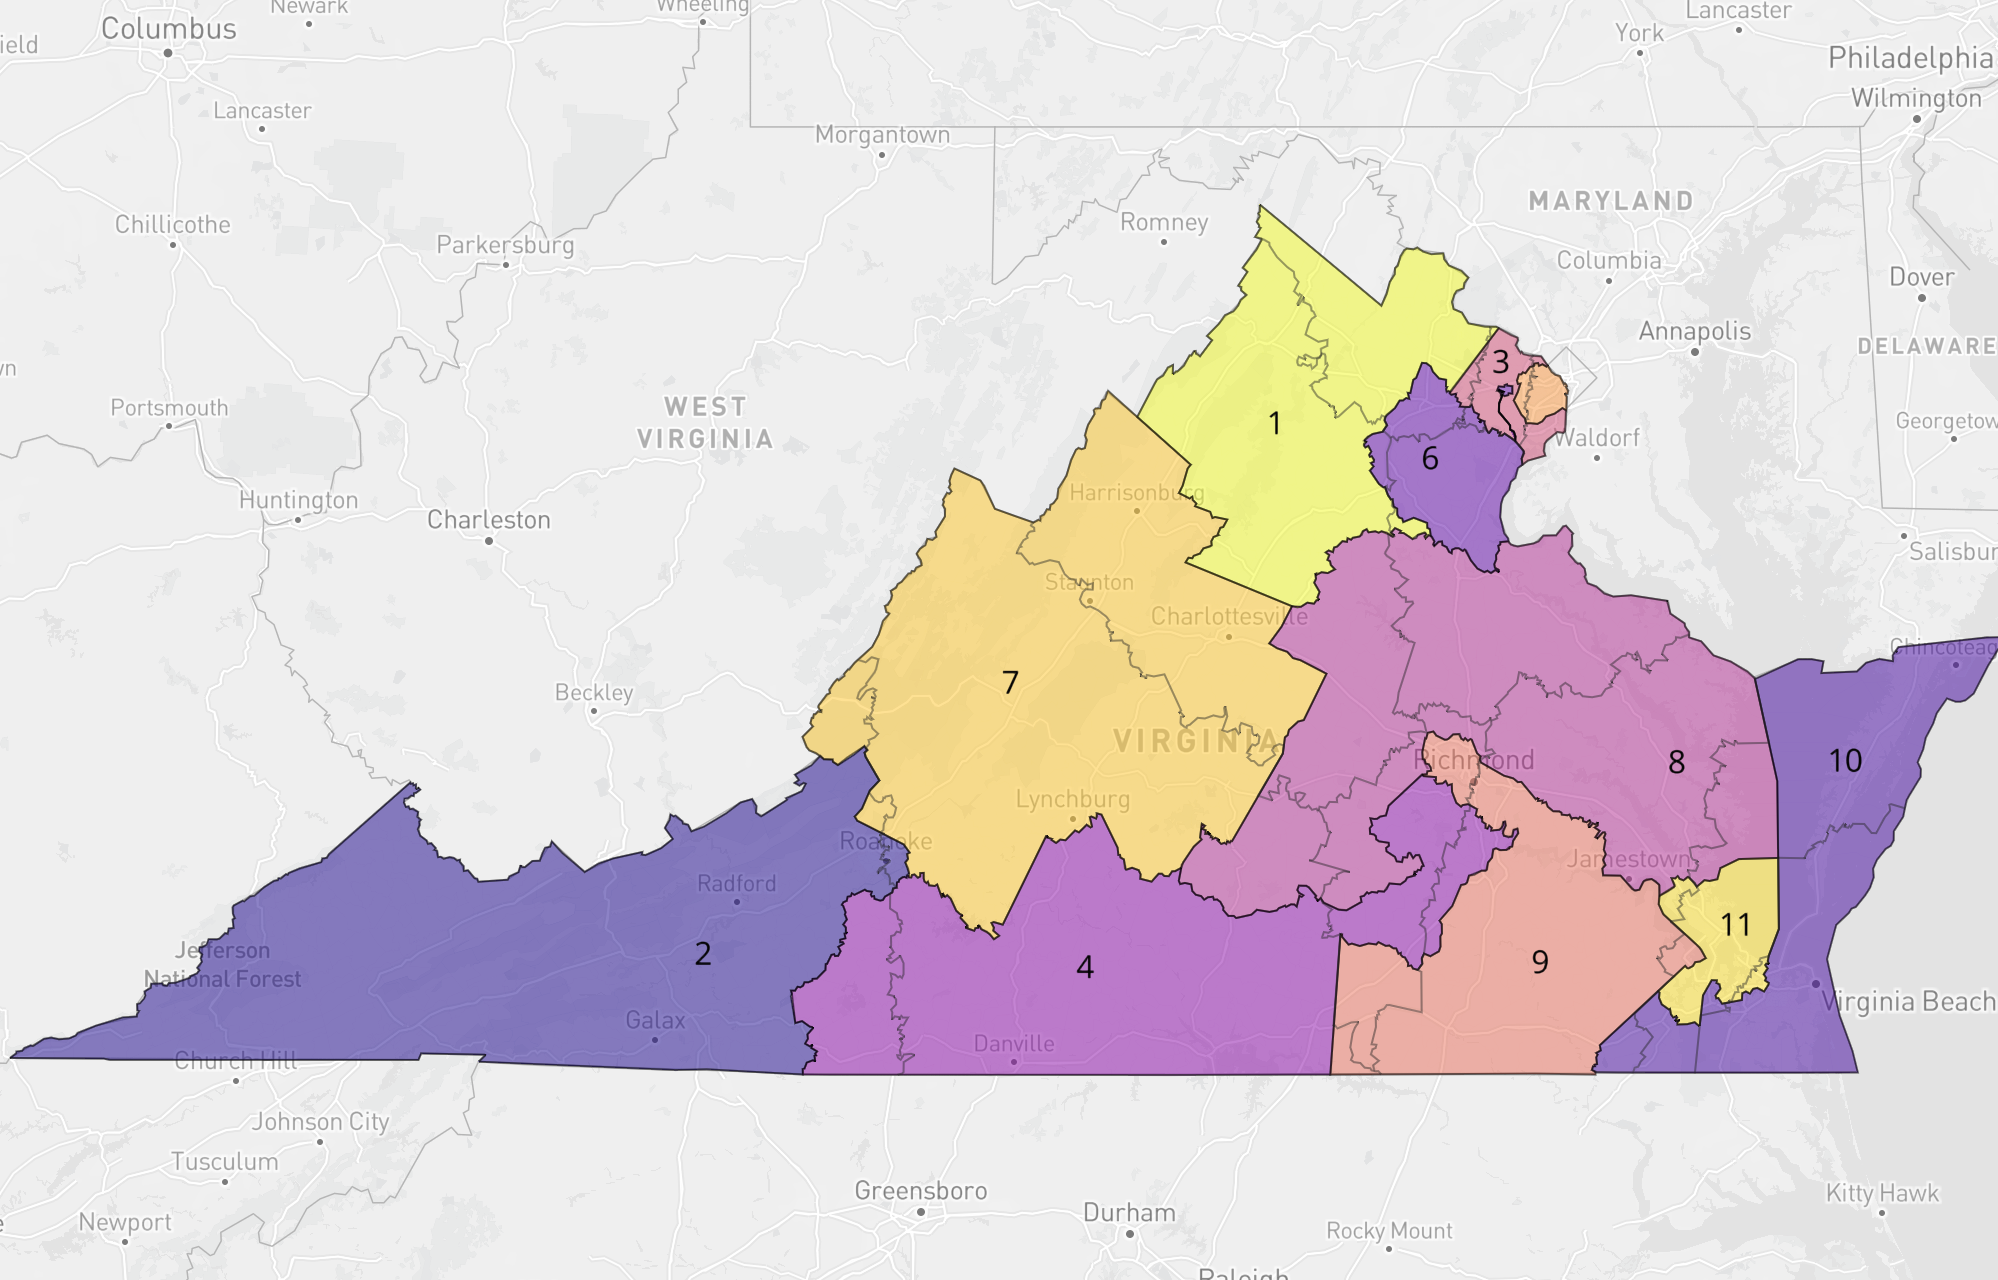 Newark
Wheeling
Lancaster
Columbus
York
Philadelphia
ield
Wilmington
Lancaster
Morgantown
MARYLAND
Chillicothe
Romney
Parkersburg
Columbia
Dover
Annapolis
DELAWARE
3
wn
Portsmouth
WEST
VIRGINIA
1
Georgetow
Waldorf
6
Harrisonburg
Huntington
Charleston
Salisbur
Staunton
Charlottesville
Chincoteag
7
Beckley
VIRGINIA
Richmond
8
10
Lynchburg
Roanoke
Jamestown
Radford
11
Jefferson
National Forest
2
4
9
Virginia Beach
Galax
Danville
Church Hill
Johnson City
Tusculum
Greensboro
Kitty Hawk
Durham
Newport
e
Rocky Mount
Raleigh